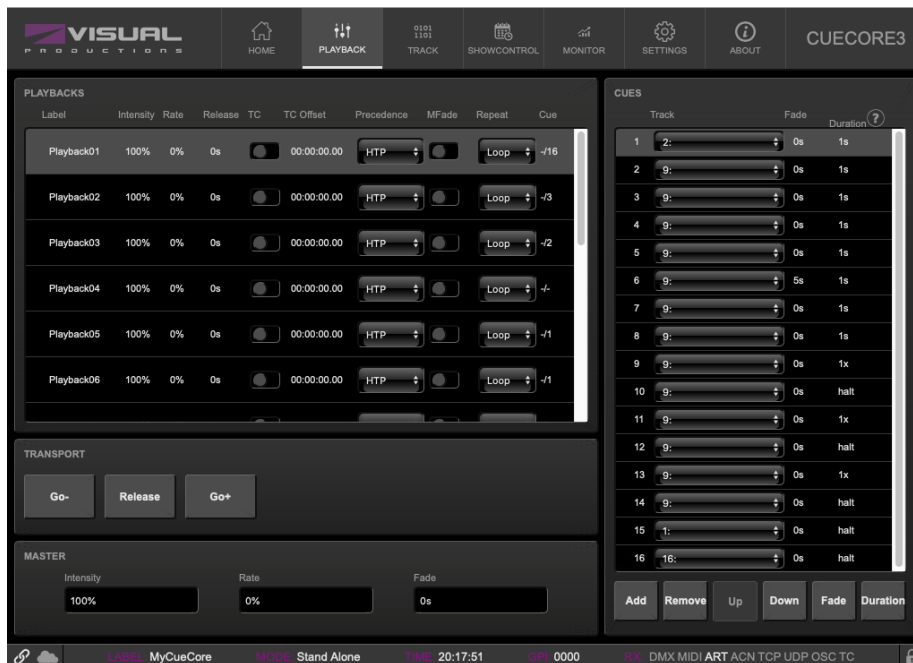 VISUAL
PRODUCTIONS
HOME
PLAYBACK
0101
1101
TRACK
SHOWCONTROL
MONITOR
SETTINGS
ABOUT
CUECORE3
PLAYBACKS
Label Intensity Rate Release TC TC Offset Precedence MFade Repeat Cue
Playback01 100% 0% 0s 00:00:00.00 HTP Loop -/16
Playback02 100% 0% 0s 00:00:00.00 HTP Loop -/3
Playback03 100% 0% 0s 00:00:00.00 HTP Loop -/2
Playback04 100% 0% 0s 00:00:00.00 HTP Loop -/-
Playback05 100% 0% 0s 00:00:00.00 HTP Loop -/1
Playback06 100% 0% 0s 00:00:00.00 HTP Loop -/1
TRANSPORT
Go- Release Go+
MASTER
Intensity Rate Fade
100% 0% 0s
CUES
Track Fade Duration ?
1 2: 0s 1s
2 9: 0s 1s
3 9: 0s 1s
4 9: 0s 1s
5 9: 0s 1s
6 9: 5s 1s
7 9: 0s 1s
8 9: 0s 1s
9 9: 0s 1x
10 9: 0s halt
11 9: 0s 1x
12 9: 0s halt
13 9: 0s 1x
14 9: 0s halt
15 1: 0s halt
16 16: 0s halt
Add Remove Up Down Fade Duration
LABEL: MyCueCore MODE: Stand Alone TIME: 20:17:51 GPI: 0000 RX: DMX MIDI ART ACN TCP UDP OSC TC